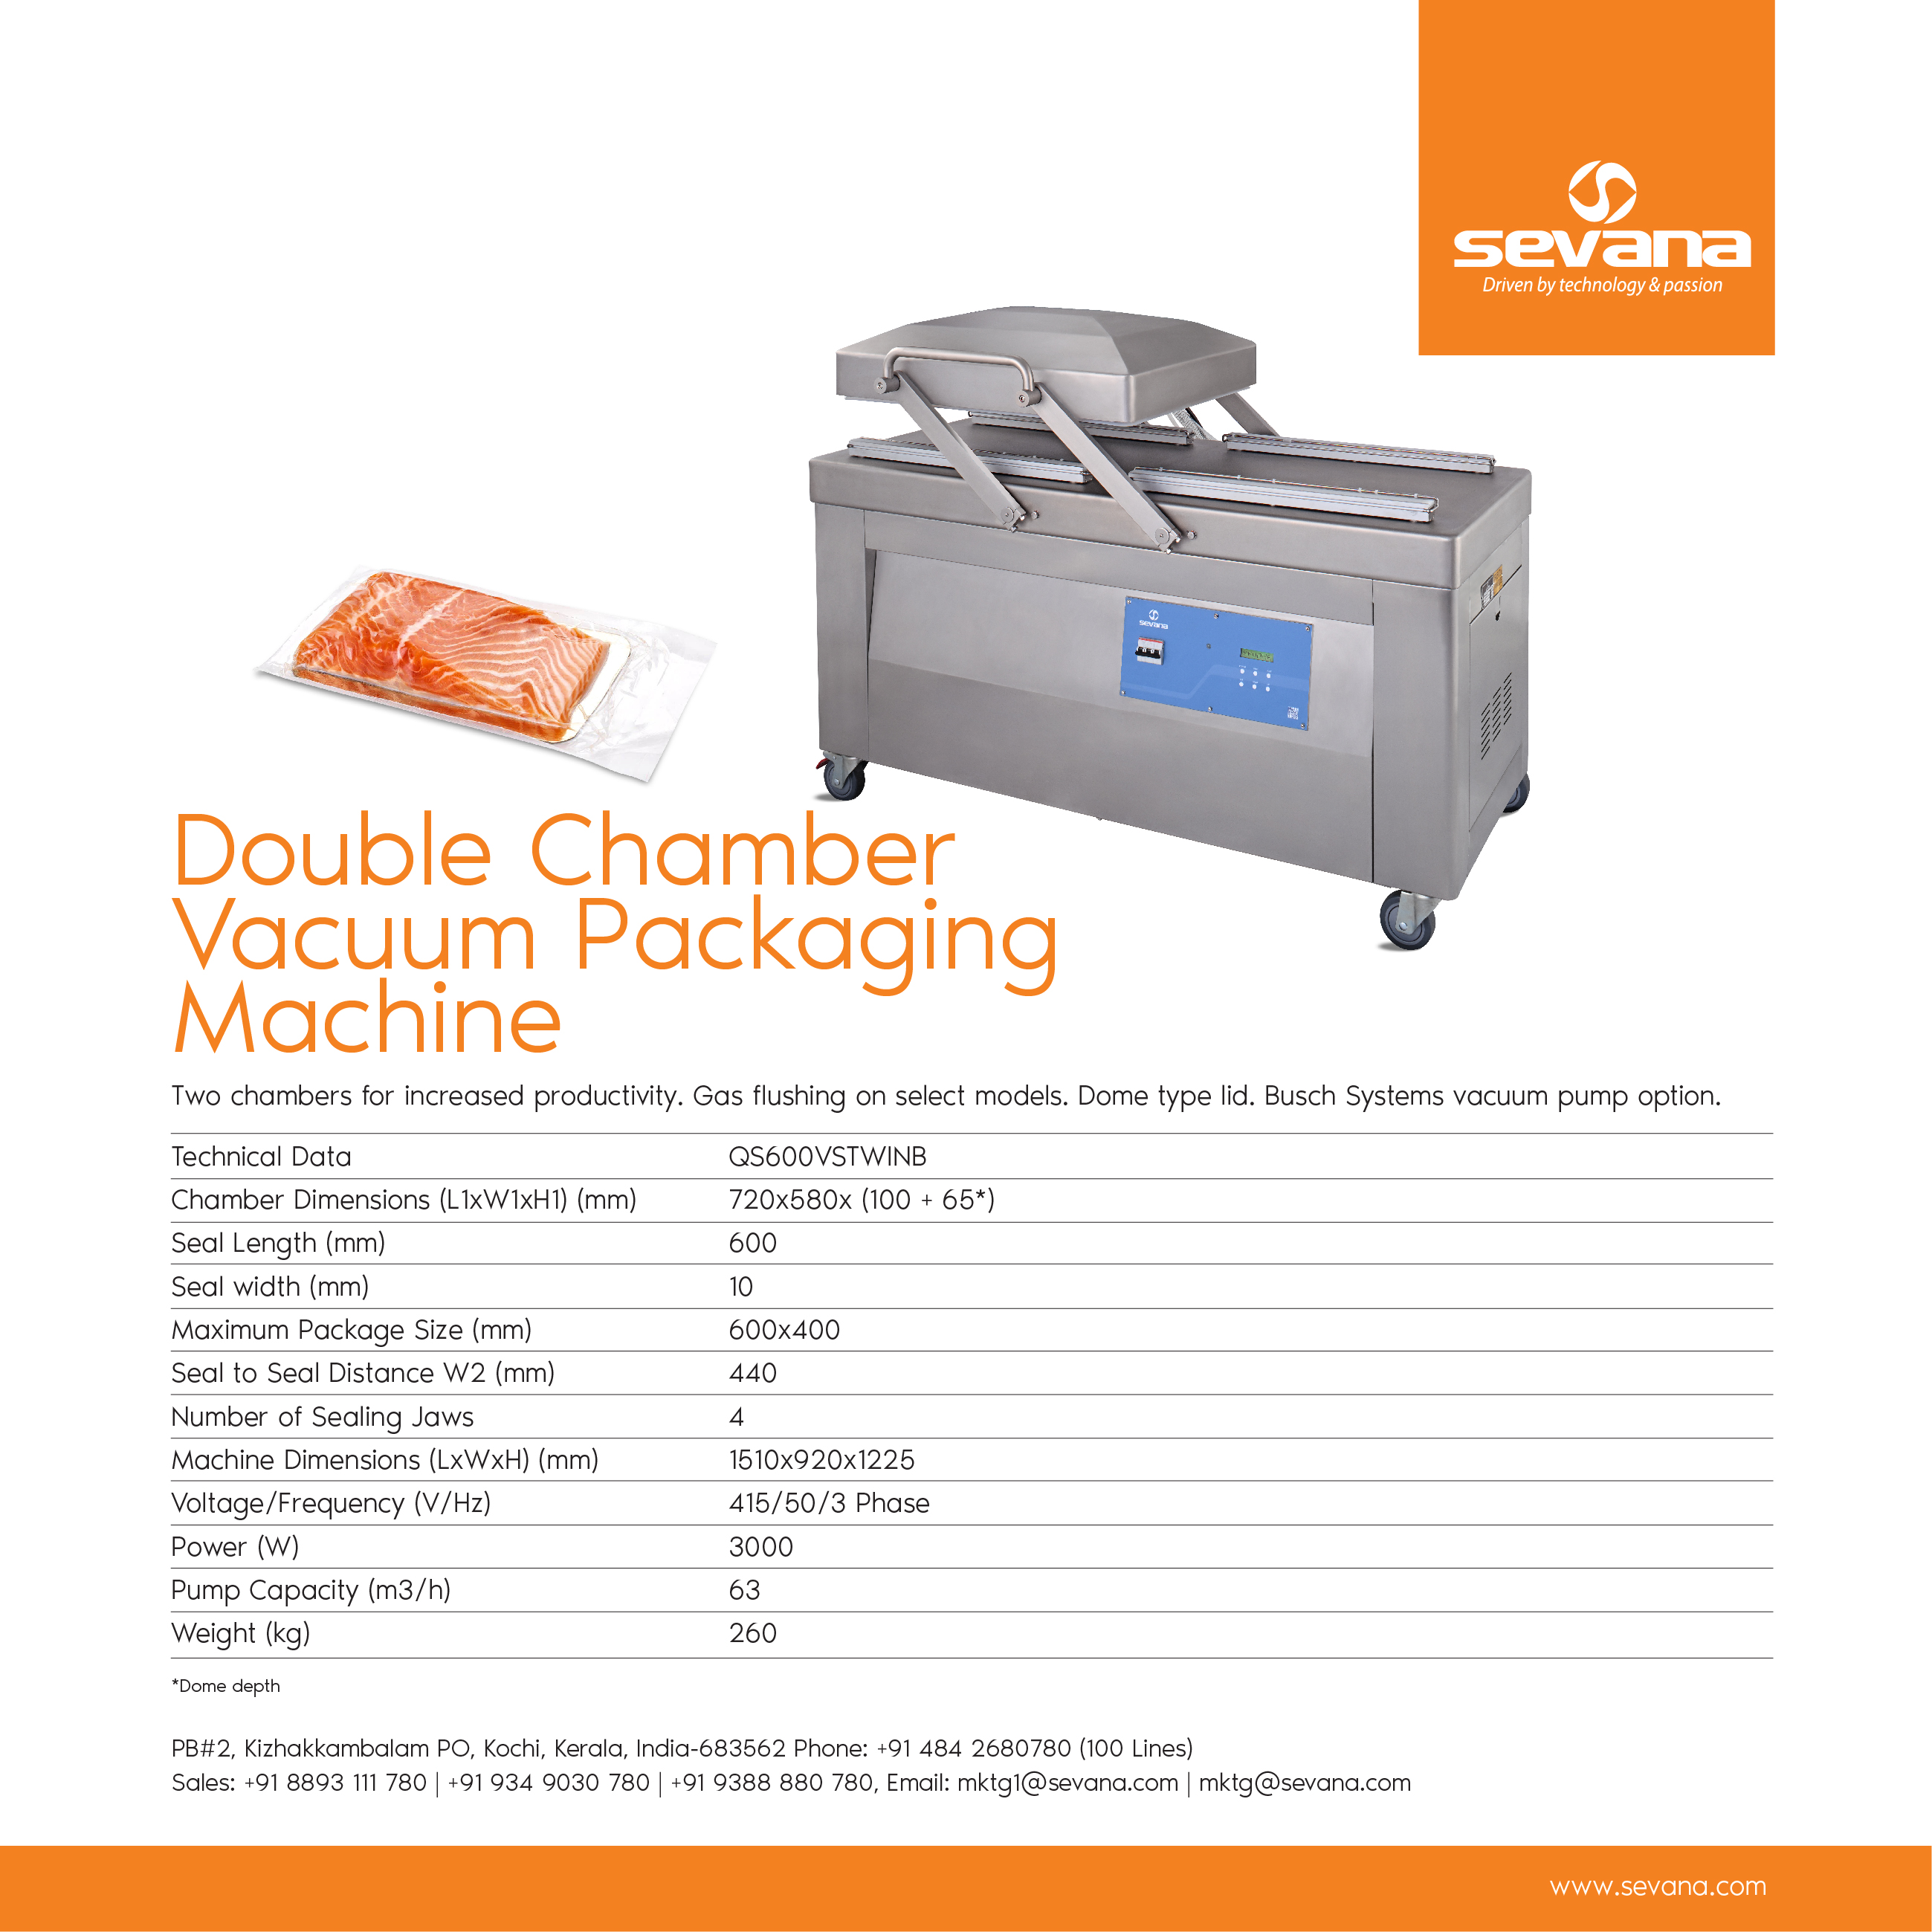 sevana
Driven by technology & passion
sevana
Double Chamber
Vacuum Packaging
Machine
Two chambers for increased productivity. Gas flushing on select models. Dome type lid. Busch Systems vacuum pump option.
Technical Data QS600VSTWINB
Chamber Dimensions (L1xW1xH1) (mm) 720x580x (100 + 65*)
Seal Length (mm) 600
Seal width (mm) 10
Maximum Package Size (mm) 600x400
Seal to Seal Distance W2 (mm) 440
Number of Sealing Jaws 4
Machine Dimensions (LxWxH) (mm) 1510x920x1225
Voltage/Frequency (V/Hz) 415/50/3 Phase
Power (W) 3000
Pump Capacity (m3/h) 63
Weight (kg) 260
*Dome depth
PB#2, Kizhakkambalam PO, Kochi, Kerala, India-683562 Phone: +91 484 2680780 (100 Lines)
Sales: +91 8893 111 780 | +91 934 9030 780 | +91 9388 880 780, Email: mktg1@sevana.com | mktg@sevana.com
www.sevana.com